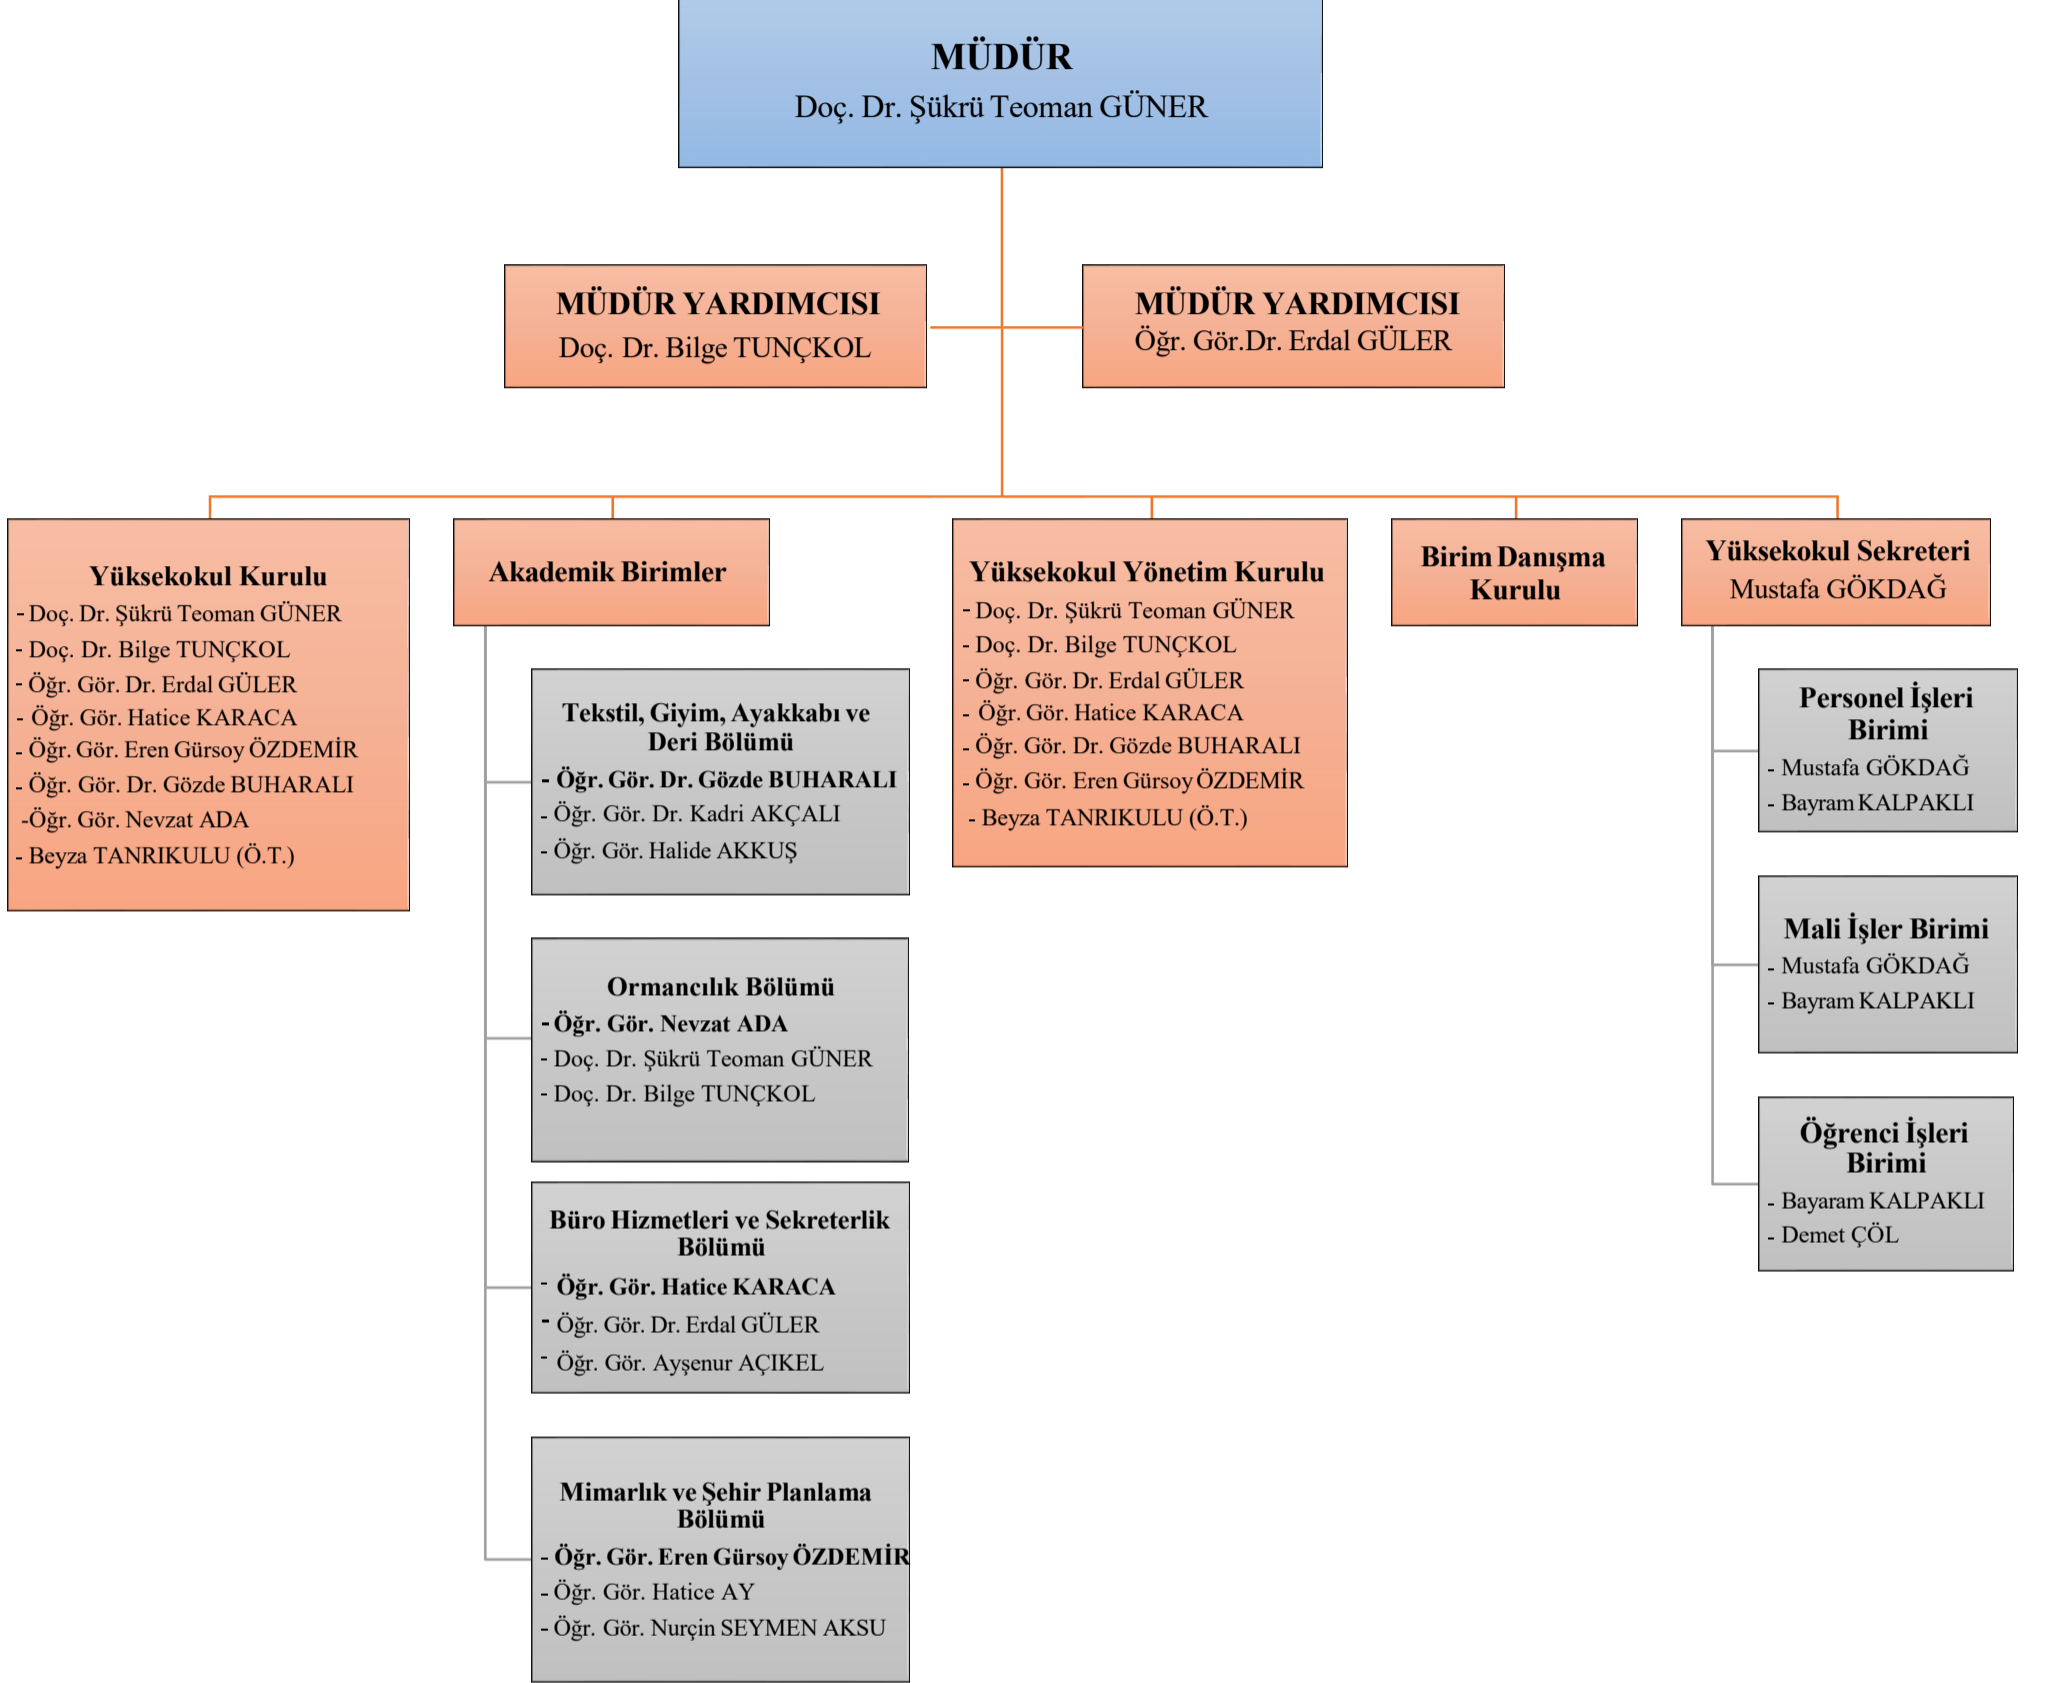 MÜDÜR
Doç. Dr. Şükrü Teoman GÜNER
MÜDÜR YARDIMCISI
Doç. Dr. Bilge TUNÇKOL
MÜDÜR YARDIMCISI
Öğr. Gör.Dr. Erdal GÜLER
Yüksekokul Kurulu
- Doç. Dr. Şükrü Teoman GÜNER
- Doç. Dr. Bilge TUNÇKOL
- Öğr. Gör. Dr. Erdal GÜLER
- Öğr. Gör. Hatice KARACA
- Öğr. Gör. Eren Gürsoy ÖZDEMİR
- Öğr. Gör. Dr. Gözde BUHARALI
-Öğr. Gör. Nevzat ADA
- Beyza TANRIKULU (Ö.T.)
Akademik Birimler
Tekstil, Giyim, Ayakkabı ve
Deri Bölümü
- Öğr. Gör. Dr. Gözde BUHARALI
- Öğr. Gör. Dr. Kadri AKÇALI
- Öğr. Gör. Halide AKKUŞ
Ormancılık Bölümü
- Öğr. Gör. Nevzat ADA
- Doç. Dr. Şükrü Teoman GÜNER
- Doç. Dr. Bilge TUNÇKOL
Büro Hizmetleri ve Sekreterlik
Bölümü
- Öğr. Gör. Hatice KARACA
- Öğr. Gör. Dr. Erdal GÜLER
- Öğr. Gör. Ayşenur AÇIKEL
Mimarlık ve Şehir Planlama
Bölümü
- Öğr. Gör. Eren Gürsoy ÖZDEMİR
- Öğr. Gör. Hatice AY
- Öğr. Gör. Nurçin SEYMEN AKSU
Yüksekokul Yönetim Kurulu
- Doç. Dr. Şükrü Teoman GÜNER
- Doç. Dr. Bilge TUNÇKOL
- Öğr. Gör. Dr. Erdal GÜLER
- Öğr. Gör. Hatice KARACA
- Öğr. Gör. Dr. Gözde BUHARALI
- Öğr. Gör. Eren Gürsoy ÖZDEMİR
- Beyza TANRIKULU (Ö.T.)
Birim Danışma
Kurulu
Yüksekokul Sekreteri
Mustafa GÖKDAĞ
Personel İşleri
Birimi
- Mustafa GÖKDAĞ
- Bayram KALPAKLI
Mali İşler Birimi
- Mustafa GÖKDAĞ
- Bayram KALPAKLI
Öğrenci İşleri
Birimi
- Bayaram KALPAKLI
- Demet ÇÖL